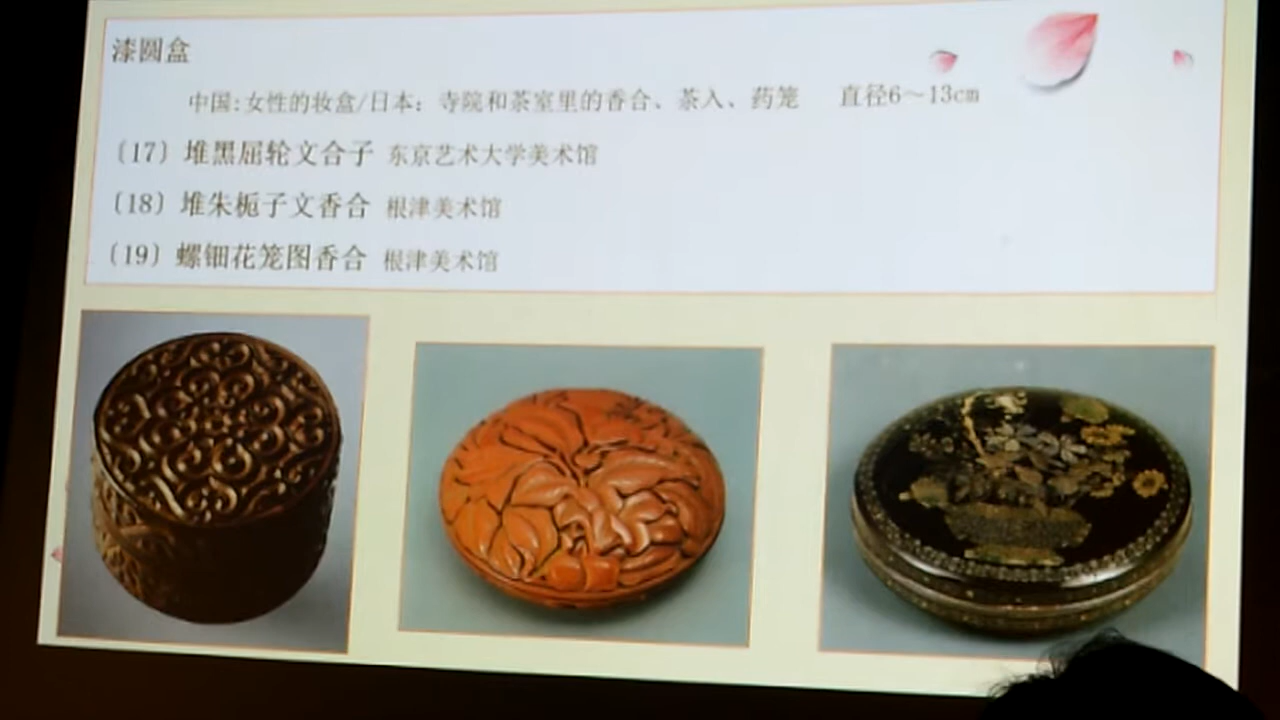 漆圆盒
中国:女性的妆盒/日本：寺院和茶室里的香合、茶入、药笼 直径6～13cm
〔17〕堆黑屈轮文合子 东京艺术大学美术馆
〔18〕堆朱栀子文香合 根津美术馆
〔19〕螺钿花笼图香合 根津美术馆